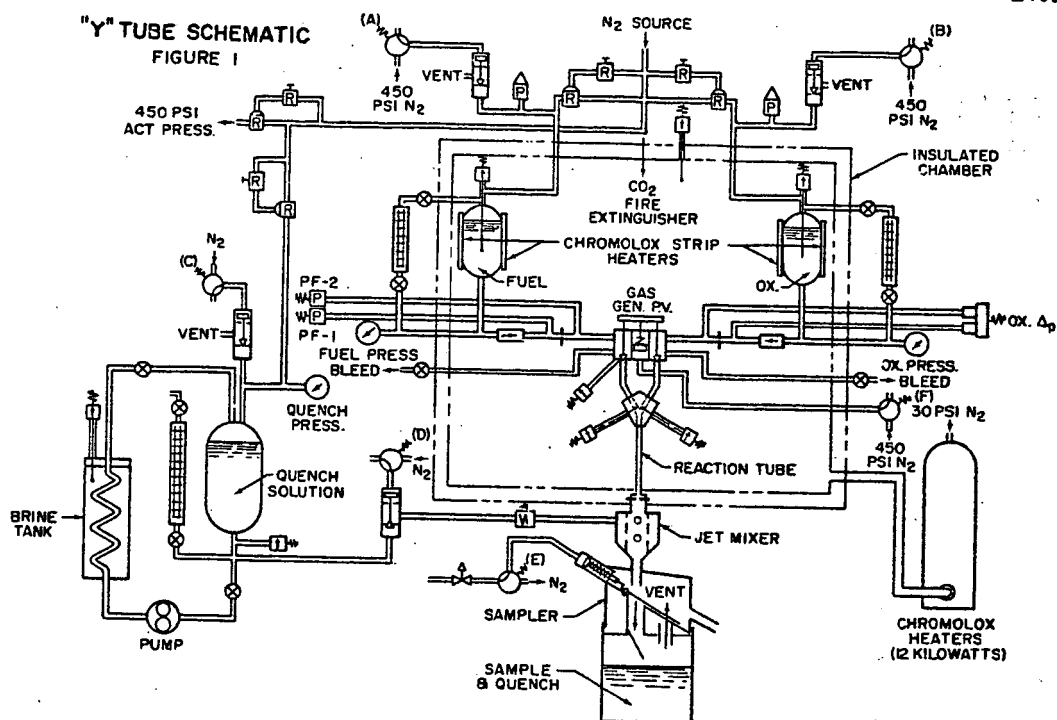 "Y" TUBE SCHEMATIC
FIGURE 1
(A)
N2 SOURCE
(B)
VENT
VENT
P
P
R
R
R
R
450
PSI N2
450
PSI N2
R
R
450 PSI
ACT PRESS.
INSULATED
CHAMBER
R
R
CO2
FIRE
EXTINGUISHER
CHROMOLOX STRIP
HEATERS
N2
(C)
FUEL
OX.
PF-2
P
P
PF-1
GAS
GEN. P.V.
OX. Δp
VENT
FUEL PRESS
BLEED
OX. PRESS.
BLEED
QUENCH
PRESS.
(F)
30 PSI N2
450
PSI N2
(D)
N2
REACTION TUBE
QUENCH
SOLUTION
BRINE
TANK
JET MIXER
(E)
N2
VENT
SAMPLER
PUMP
CHROMOLOX
HEATERS
(12 KILOWATTS)
SAMPLE
& QUENCH